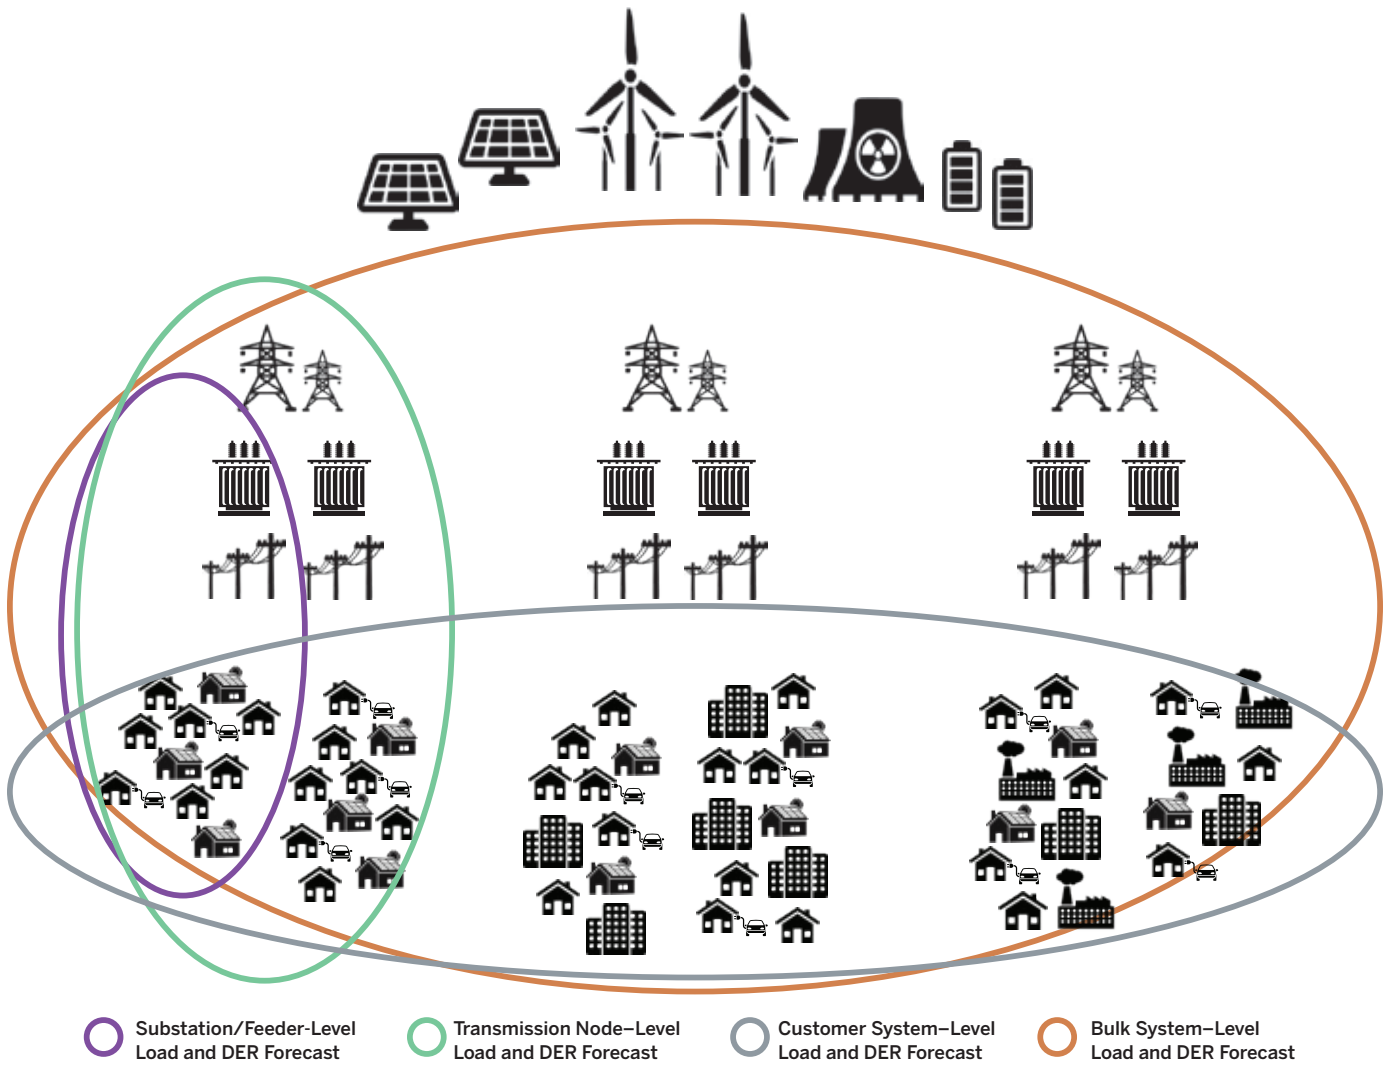 Substation/Feeder-Level
Load and DER Forecast
Transmission Node–Level
Load and DER Forecast
Customer System–Level
Load and DER Forecast
Bulk System–Level
Load and DER Forecast